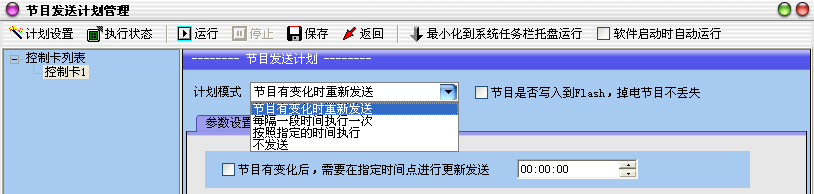 节目发送计划管理
计划设置 执行状态 运行 停止 保存 返回 最小化到系统任务栏托盘运行 软件启动时自动运行
控制卡列表
控制卡1
-------- 节目发送计划 --------
计划模式 节目有变化时重新发送 节目是否写入到Flash，掉电节目不丢失
节目有变化时重新发送
每隔一段时间执行一次
按照指定的时间执行
不发送
参数设置
节目有变化后，需要在指定时间点进行更新发送 00:00:00